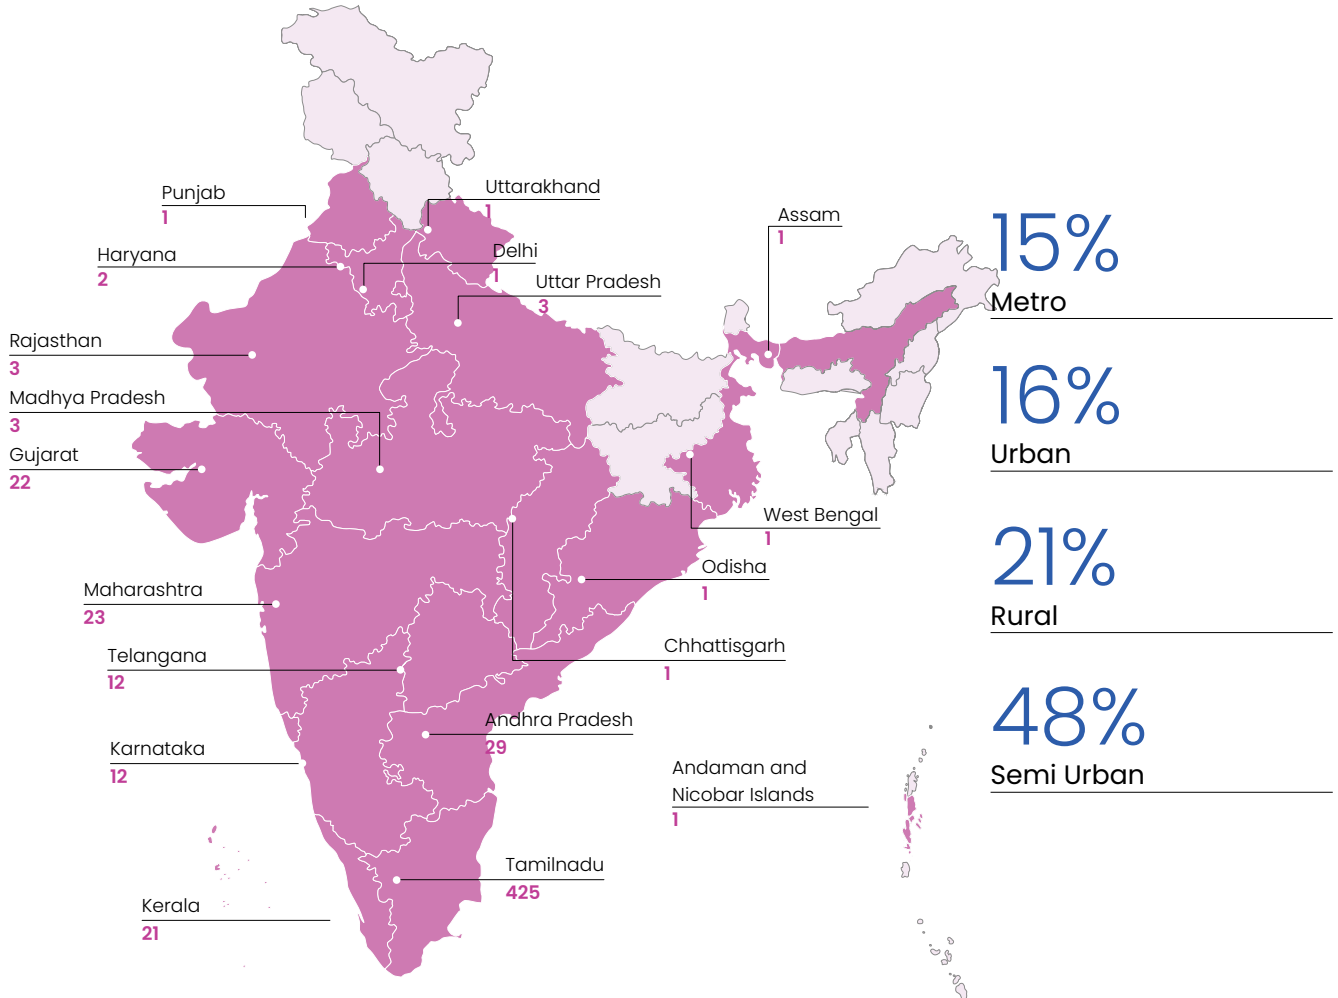 Punjab
1
Uttarakhand
1
Assam
1
Haryana
2
Delhi
1
Uttar Pradesh
3
Rajasthan
3
Madhya Pradesh
3
Gujarat
22
West Bengal
1
Odisha
1
Maharashtra
23
Chhattisgarh
1
Telangana
12
Andhra Pradesh
29
Karnataka
12
Andaman and
Nicobar Islands
1
Tamilnadu
425
Kerala
21
15%
Metro
16%
Urban
21%
Rural
48%
Semi Urban